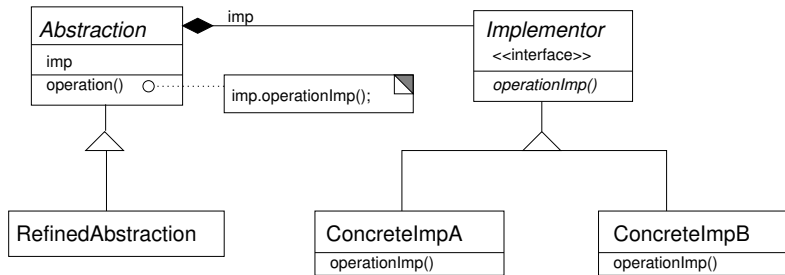 Abstraction
imp
operation()
imp
imp.operationImp();
Implementor
<<interface>>
operationImp()
RefinedAbstraction
ConcreteImpA
operationImp()
ConcreteImpB
operationImp()